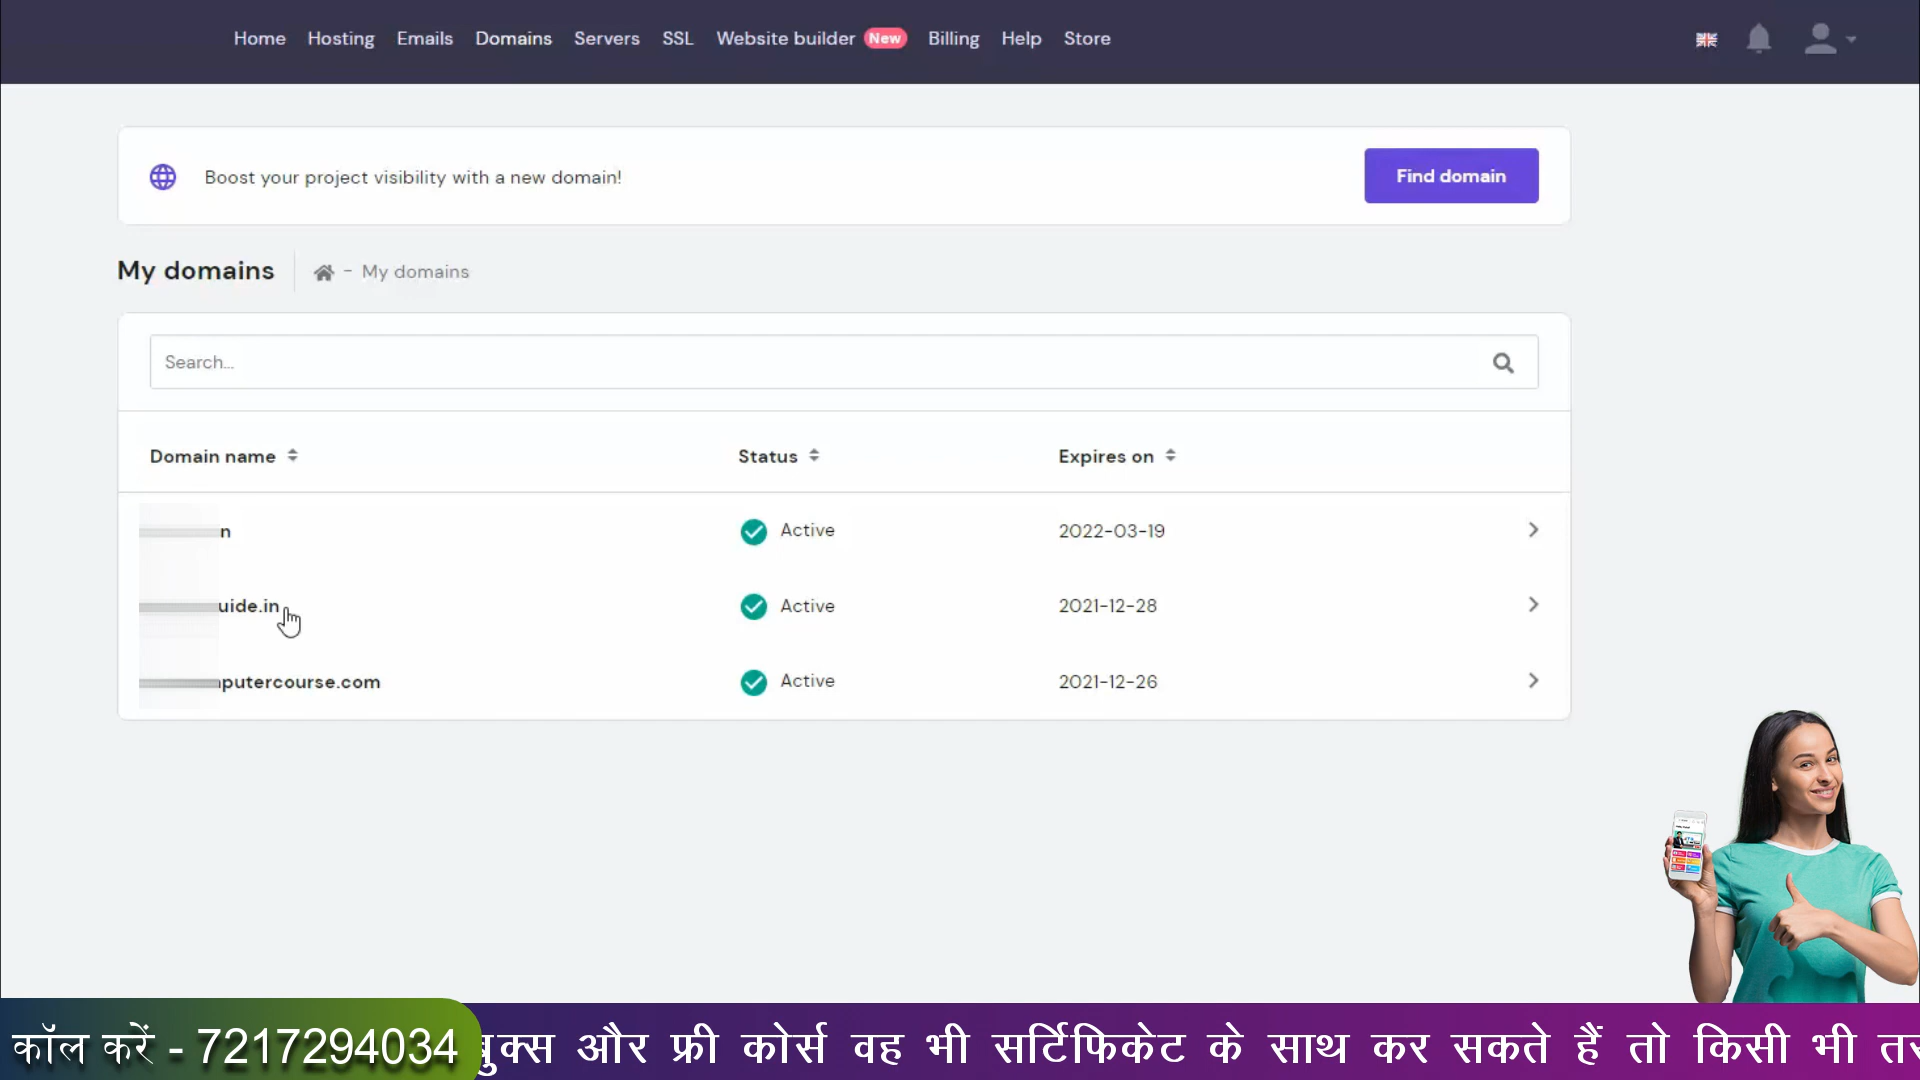 Home Hosting Emails Domains Servers SSL Website builder New Billing Help Store
Boost your project visibility with a new domain!
Find domain
My domains - My domains
Search...
Domain name Status Expires on
n Active 2022-03-19
uide.in Active 2021-12-28
putercourse.com Active 2021-12-26
कॉल करें - 7217294034 बुक्स और फ्री कोर्स वह भी सर्टिफिकेट के साथ कर सकते हैं तो किसी भी